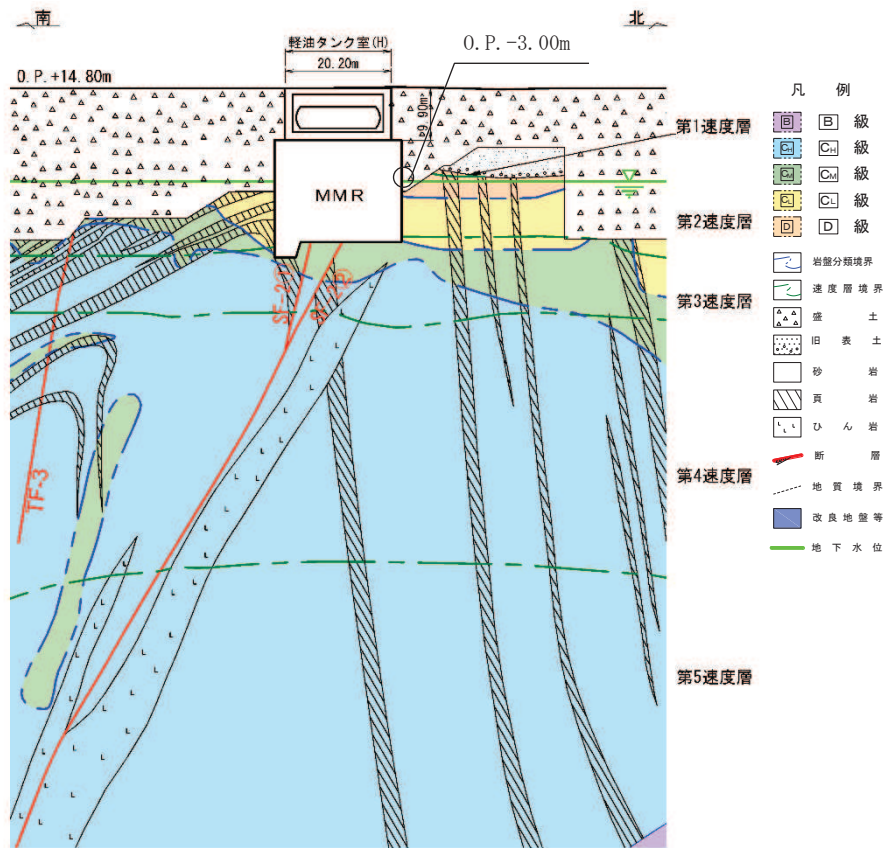 南
北
軽油タンク室(H)
20.20m
O.P.-3.00m
O.P.+14.80m
9.90m
第1速度層
MMR
第2速度層
第3速度層
第4速度層
TF-3
第5速度層
凡 例
B B 級
CH CH 級
CM CM 級
CL CL 級
D D 級
岩盤分類境界
速度層境界
盛 土
旧 表 土
砂 岩
頁 岩
ひ ん 岩
断 層
地 質 境 界
改 良 地 盤 等
地 下 水 位